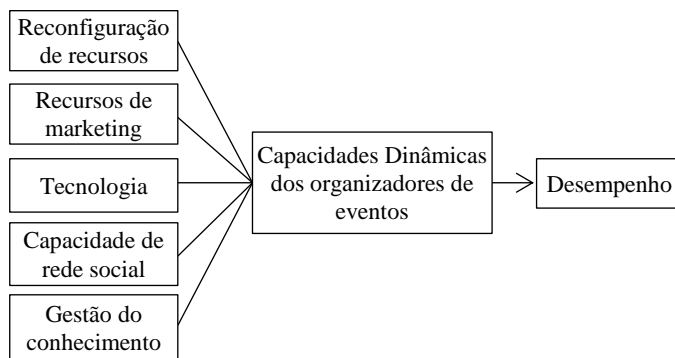 Reconfiguração
de recursos
Recursos de
marketing
Tecnologia
Capacidade de
rede social
Gestão do
conhecimento
Capacidades Dinâmicas
dos organizadores de
eventos
Desempenho